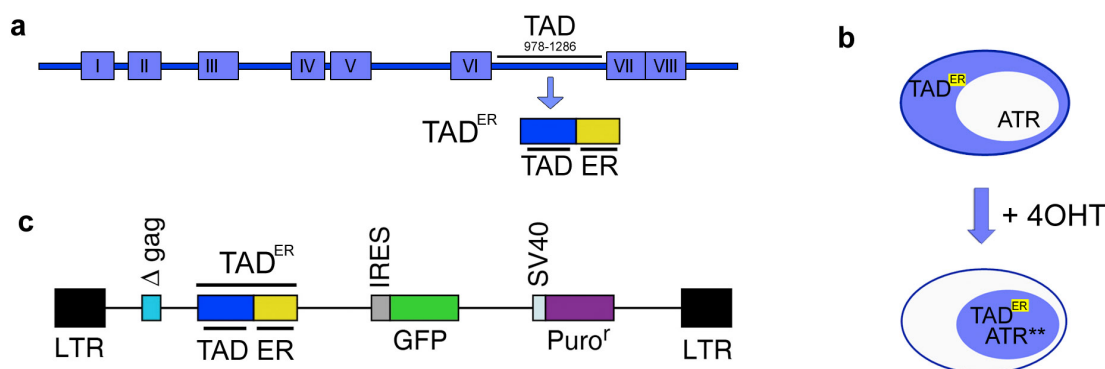 a
TAD
978-1286
I II III IV V VI VII VIII
TAD^ER
TAD ER
b
TAD^ER
ATR
+ 4OHT
TAD^ER
ATR**
c
Δ gag
TAD^ER
IRES
SV40
LTR TAD ER GFP Puro^r LTR